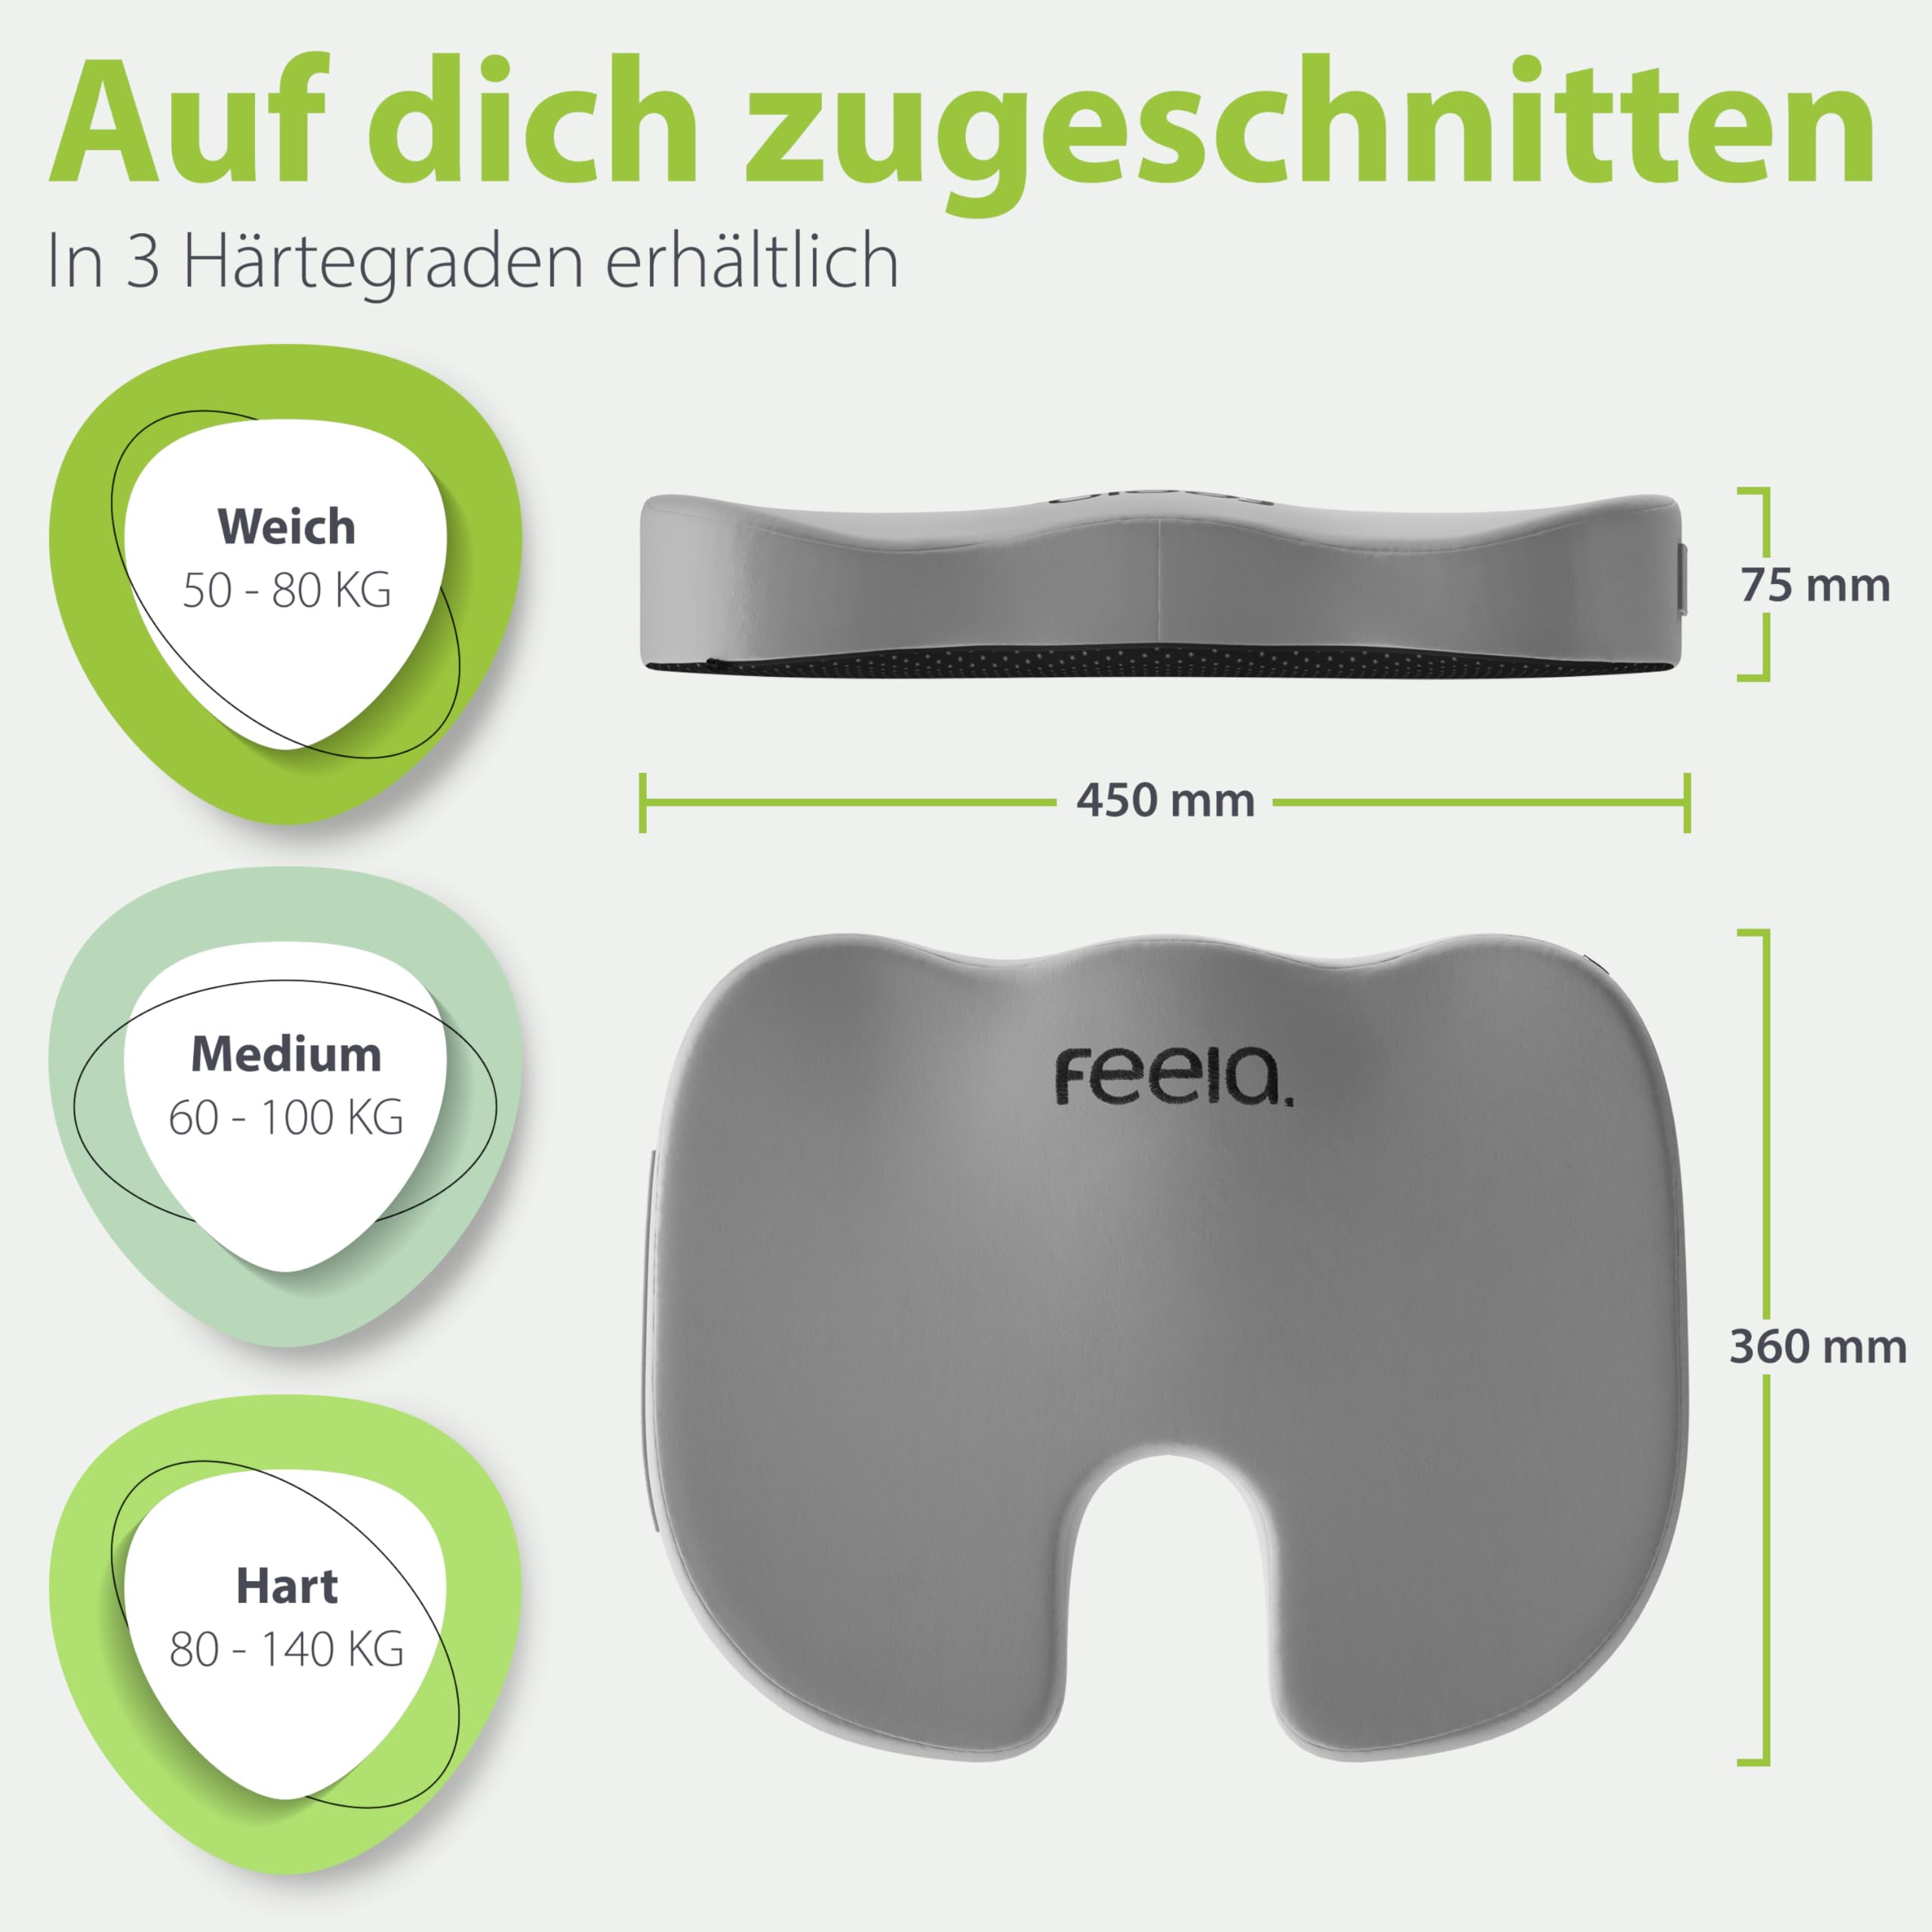 Auf dich zugeschnitten
In 3 Härtegraden erhältlich
Weich
50 - 80 KG
75 mm
450 mm
Medium
60 - 100 KG
feela.
360 mm
Hart
80 - 140 KG